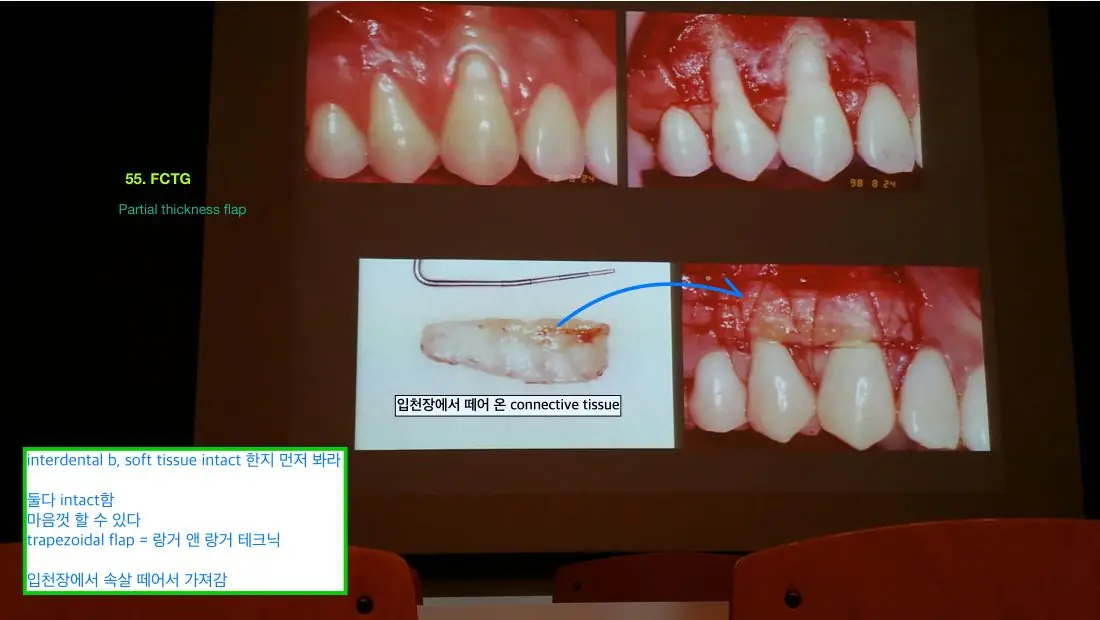 55. FCTG
Partial thickness flap
98 8 24
입천장에서 떼어 온 connective tissue
interdental b, soft tissue intact 한지 먼저 봐라
둘다 intact함
마음껏 할 수 있다
trapezoidal flap = 랑거 앤 랑거 테크닉
입천장에서 속살 떼어서 가져감